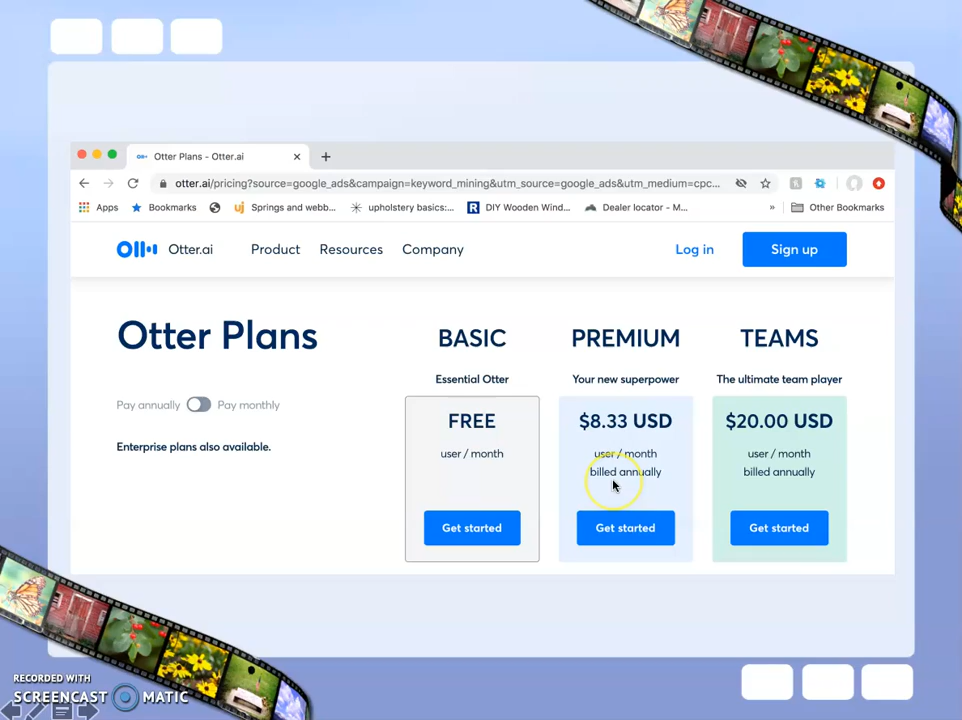 Otter Plans - Otter.ai
otter.ai/pricing?source=google_ads&campaign=keyword_mining&utm_source=google_ads&utm_medium=cpc...
Apps
Bookmarks
Springs and webb...
upholstery basics:...
DIY Wooden Wind...
Dealer locator - M...
»
Other Bookmarks
Otter.ai
Product
Resources
Company
Log in
Sign up
Otter Plans
Pay annually
Pay monthly
Enterprise plans also available.
BASIC
Essential Otter
FREE
user / month
Get started
PREMIUM
Your new superpower
$8.33 USD
user / month
billed annually
Get started
TEAMS
The ultimate team player
$20.00 USD
user / month
billed annually
Get started
RECORDED WITH
SCREENCAST MATIC